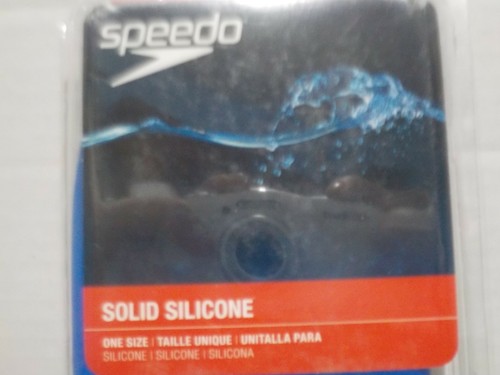 speedo
SOLID SILICONE
ONE SIZE | TAILLE UNIQUE | UNITALLA PARA
SILICONE | SILICONE | SILICONA